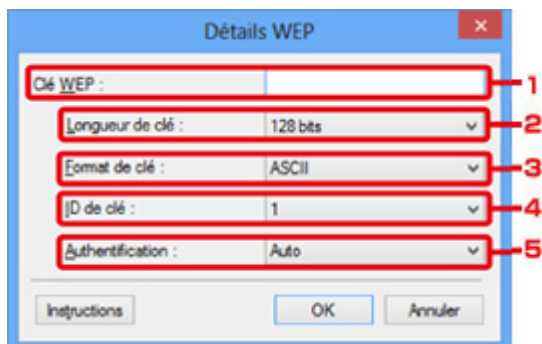 Détails WEP
Clé WEP : 1
Longueur de clé : 128 bits 2
Format de clé : ASCII 3
ID de clé : 1 4
Authentification : Auto 5
Instructions OK Annuler